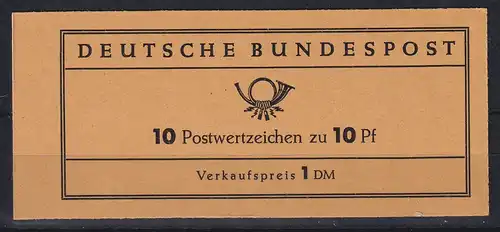 DEUTSCHE BUNDESPOST
10 Postwertzeichen zu 10 Pf
Verkaufspreis 1 DM